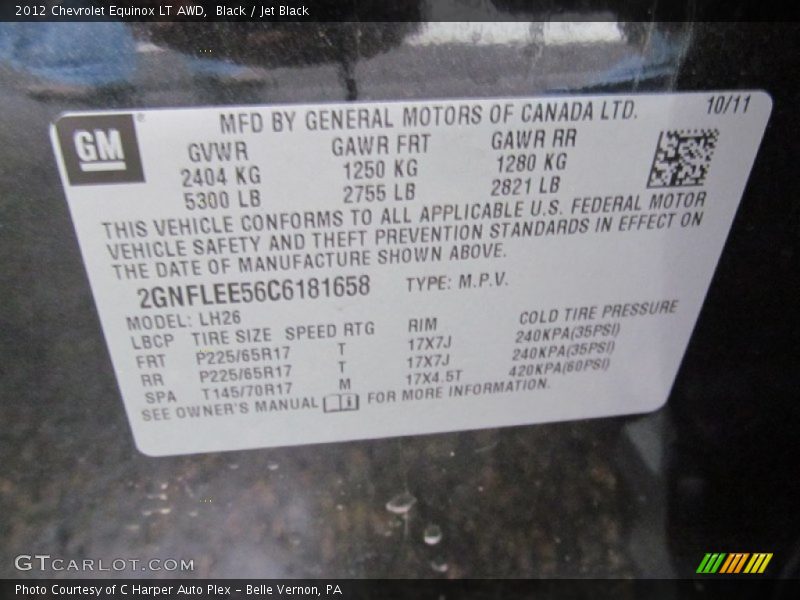 2012 Chevrolet Equinox LT AWD,  Black / Jet Black
GM®
MFD BY GENERAL MOTORS OF CANADA LTD.
10/11
GVWR GAWR FRT GAWR RR
2404 KG 1250 KG 1280 KG
5300 LB 2755 LB 2821 LB
THIS VEHICLE CONFORMS TO ALL APPLICABLE U.S. FEDERAL MOTOR
VEHICLE SAFETY AND THEFT PREVENTION STANDARDS IN EFFECT ON
THE DATE OF MANUFACTURE SHOWN ABOVE.
2GNFLEE56C6181658 TYPE: M.P.V.
MODEL: LH26
LBCP TIRE SIZE SPEED RTG RIM COLD TIRE PRESSURE
FRT P225/65R17 T 17X7J 240KPA(35PSI)
RR P225/65R17 T 17X7J 240KPA(35PSI)
SPA T145/70R17 M 17X4.5T 420KPA(60PSI)
SEE OWNER'S MANUAL FOR MORE INFORMATION.
GTCARLOT.COM
Photo Courtesy of C Harper Auto Plex – Belle Vernon, PA